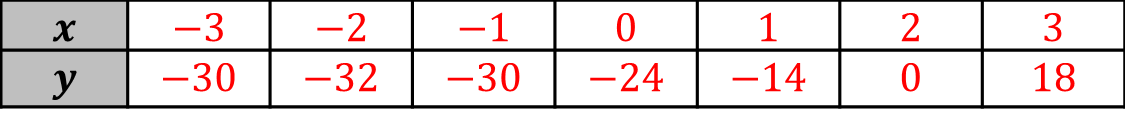 x −3 −2 −1 0 1 2 3
y −30 −32 −30 −24 −14 0 18